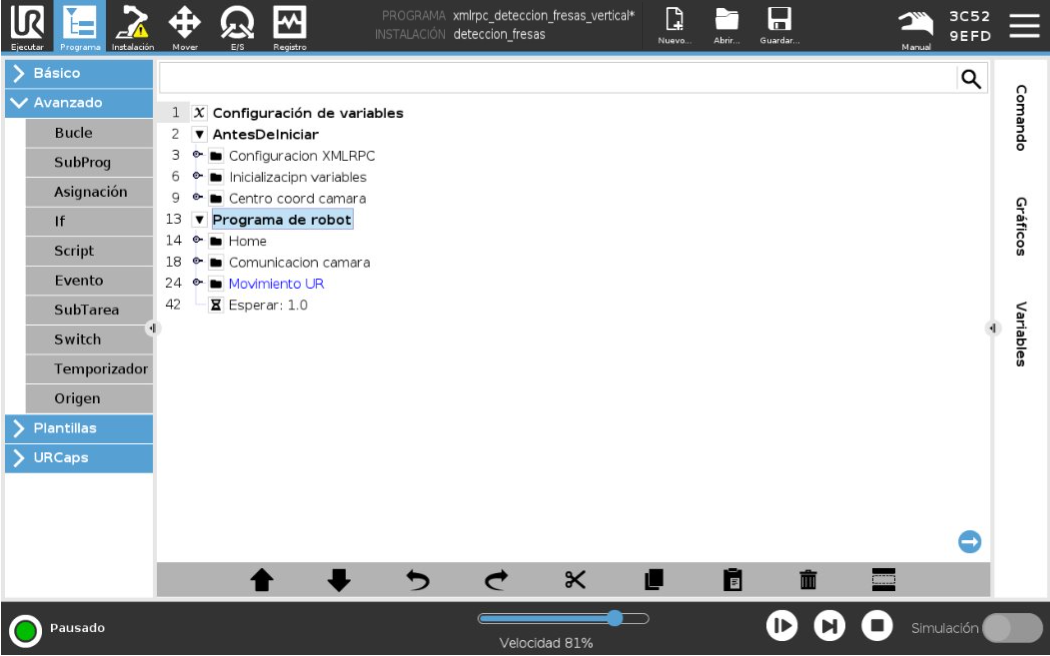 UR
Ejecutar
Programa
Instalación
Mover
E/S
Registro
PROGRAMA xmlrpc_deteccion_fresas_vertical*
INSTALACIÓN deteccion_fresas
Nuevo...
Abrir...
Guardar...
Manual
3C52
9EFD
Básico
Avanzado
Bucle
SubProg
Asignación
If
Script
Evento
SubTarea
Switch
Temporizador
Origen
Plantillas
URCaps
1 X Configuración de variables
2 AntesDeIniciar
3 Configuracion XMLRPC
6 Inicializacipn variables
9 Centro coord camara
13 Programa de robot
14 Home
18 Comunicacion camara
24 Movimiento UR
42 Esperar: 1.0
Comando
Gráficos
Variables
Pausado
Velocidad 81%
Simulación